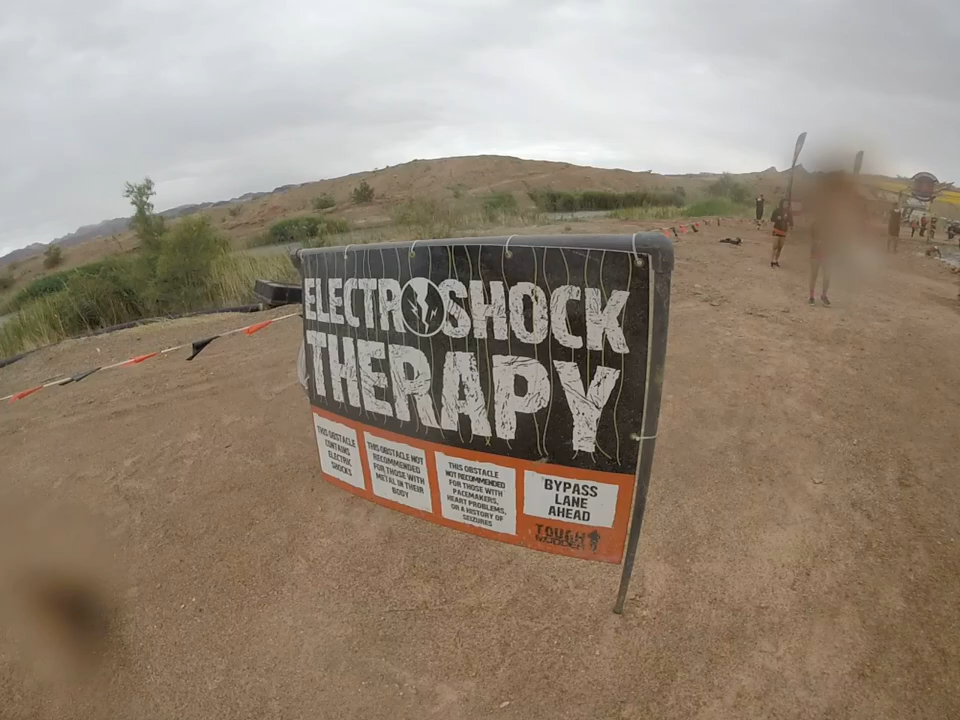 ELECTROSHOCK
THERAPY
THIS OBSTACLE
CONTAINS
ELECTRIC
SHOCKS
THIS OBSTACLE NOT
RECOMMENDED
FOR THOSE WITH
METAL IN THEIR
BODY
THIS OBSTACLE
NOT RECOMMENDED
FOR THOSE WITH
PACEMAKERS,
HEART PROBLEMS,
OR A HISTORY OF
SEIZURES
BYPASS
LANE
AHEAD
TOUGH
MUDDER